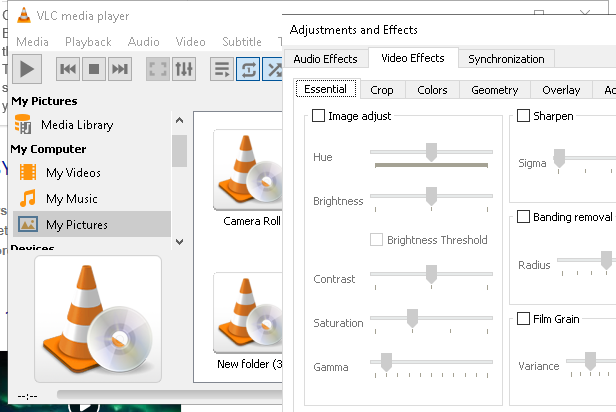 VLC media player
Media Playback Audio Video Subtitle
My Pictures
Media Library
My Computer
My Videos
My Music
My Pictures
Devices
Camera Roll
New folder (3
--:--
Adjustments and Effects
Audio Effects Video Effects Synchronization
Essential Crop Colors Geometry Overlay
Image adjust
Hue
Brightness
Brightness Threshold
Contrast
Saturation
Gamma
Sharpen
Sigma
Banding removal
Radius
Film Grain
Variance